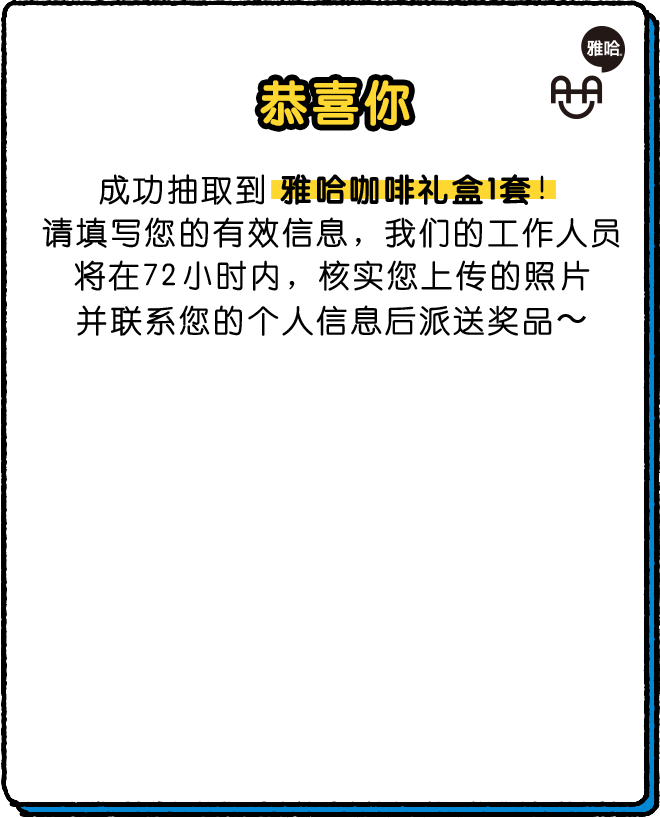 雅哈
恭喜你
成功抽取到 雅哈咖啡礼盒1套!
请填写您的有效信息，我们的工作人员
将在72小时内，核实您上传的照片
并联系您的个人信息后派送奖品～